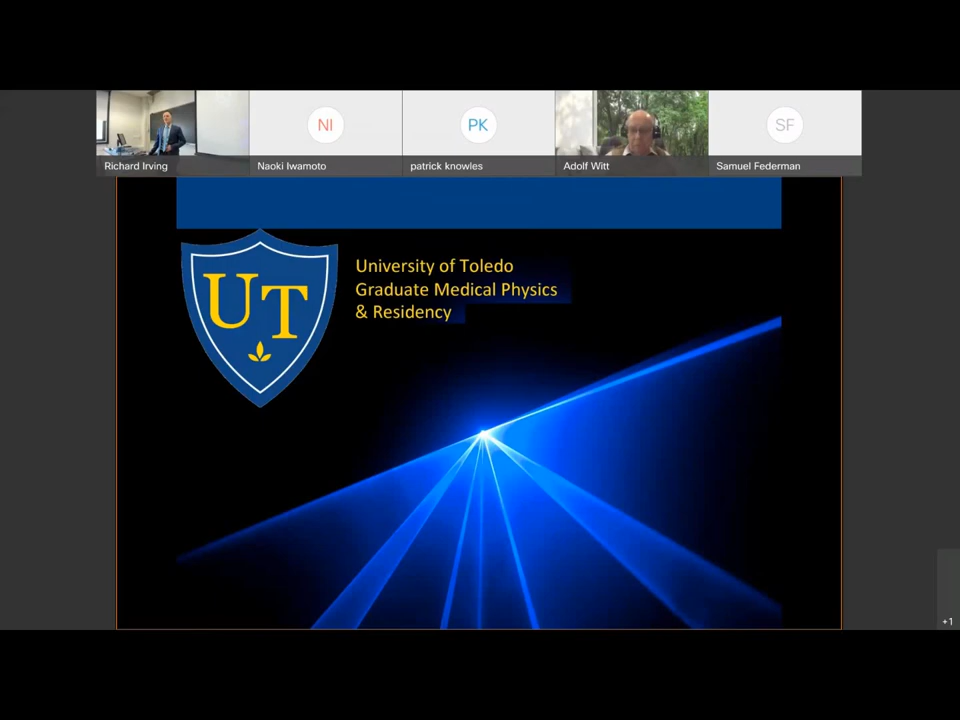 NI
PK
SF
Richard Irving
Naoki Iwamoto
patrick knowles
Adolf Witt
Samuel Federman
UT
University of Toledo
Graduate Medical Physics
& Residency
+1